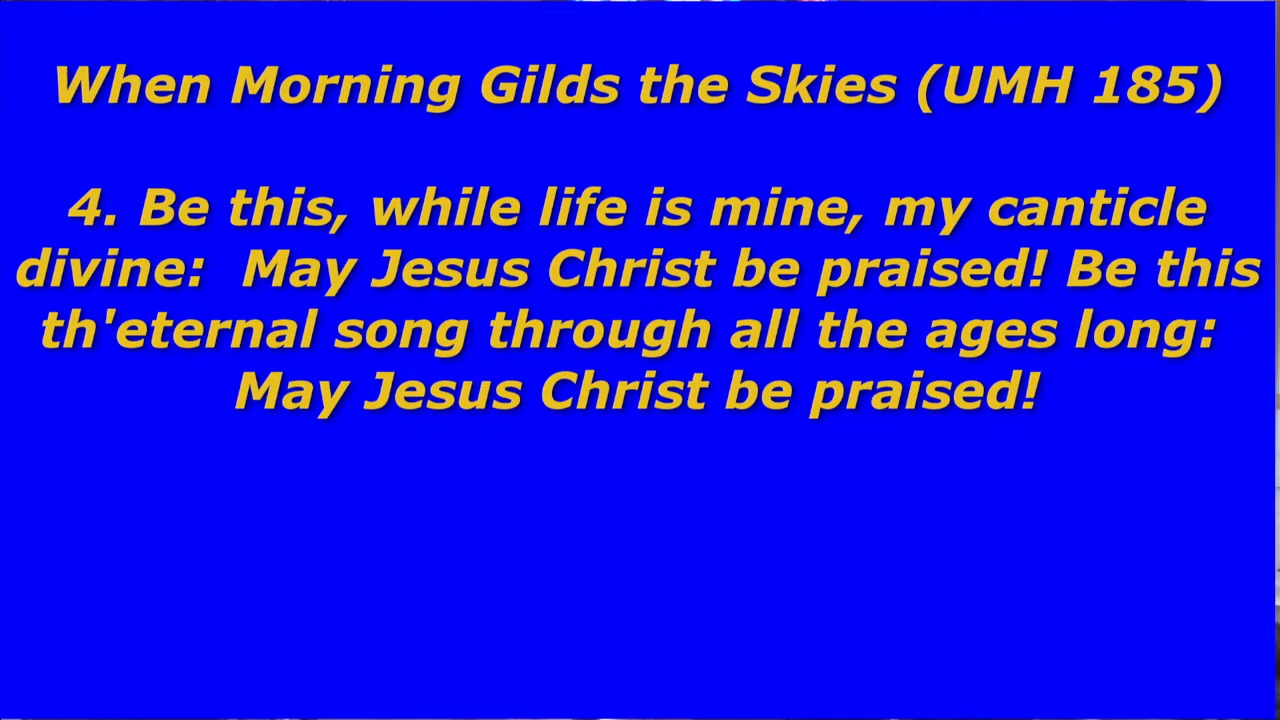 When Morning Gilds the Skies (UMH 185)
4. Be this, while life is mine, my canticle
divine:  May Jesus Christ be praised! Be this
th'eternal song through all the ages long:
May Jesus Christ be praised!